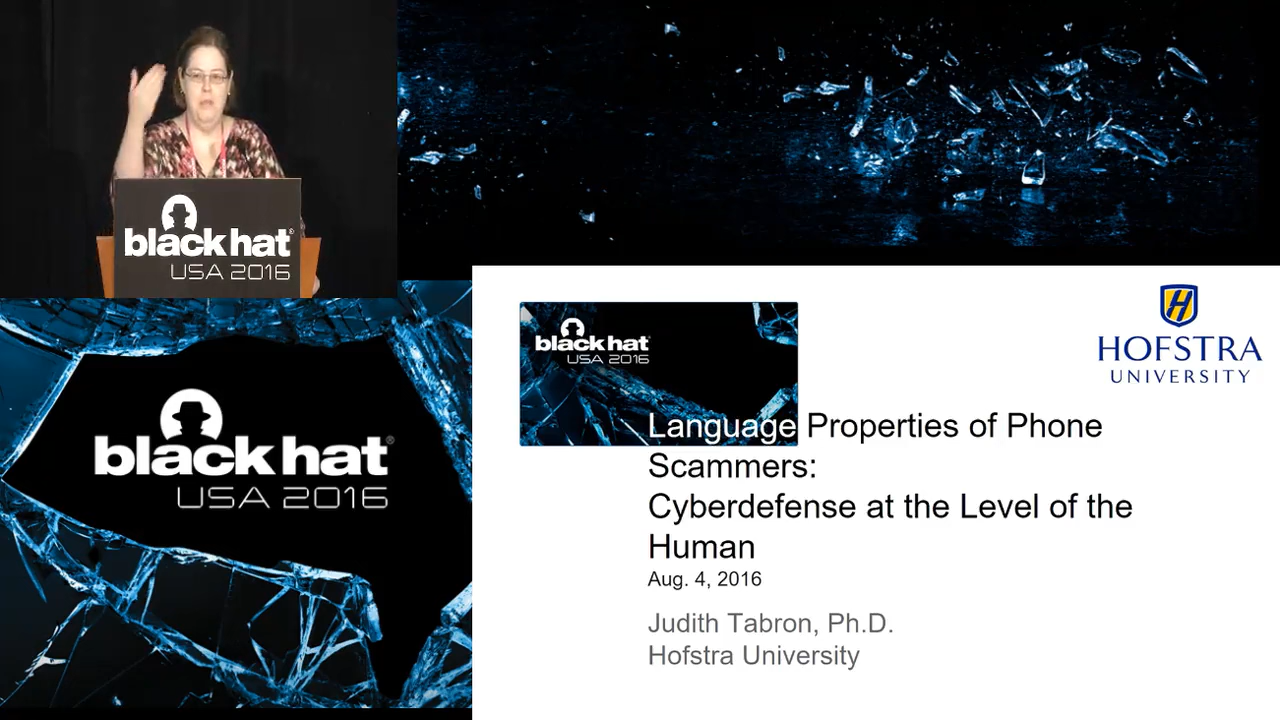 black hat®
USA 2016
black hat®
USA 2016
black hat
USA 2016
HOFSTRA
UNIVERSITY
Language Properties of Phone
Scammers:
Cyberdefense at the Level of the
Human
Aug. 4, 2016
Judith Tabron, Ph.D.
Hofstra University